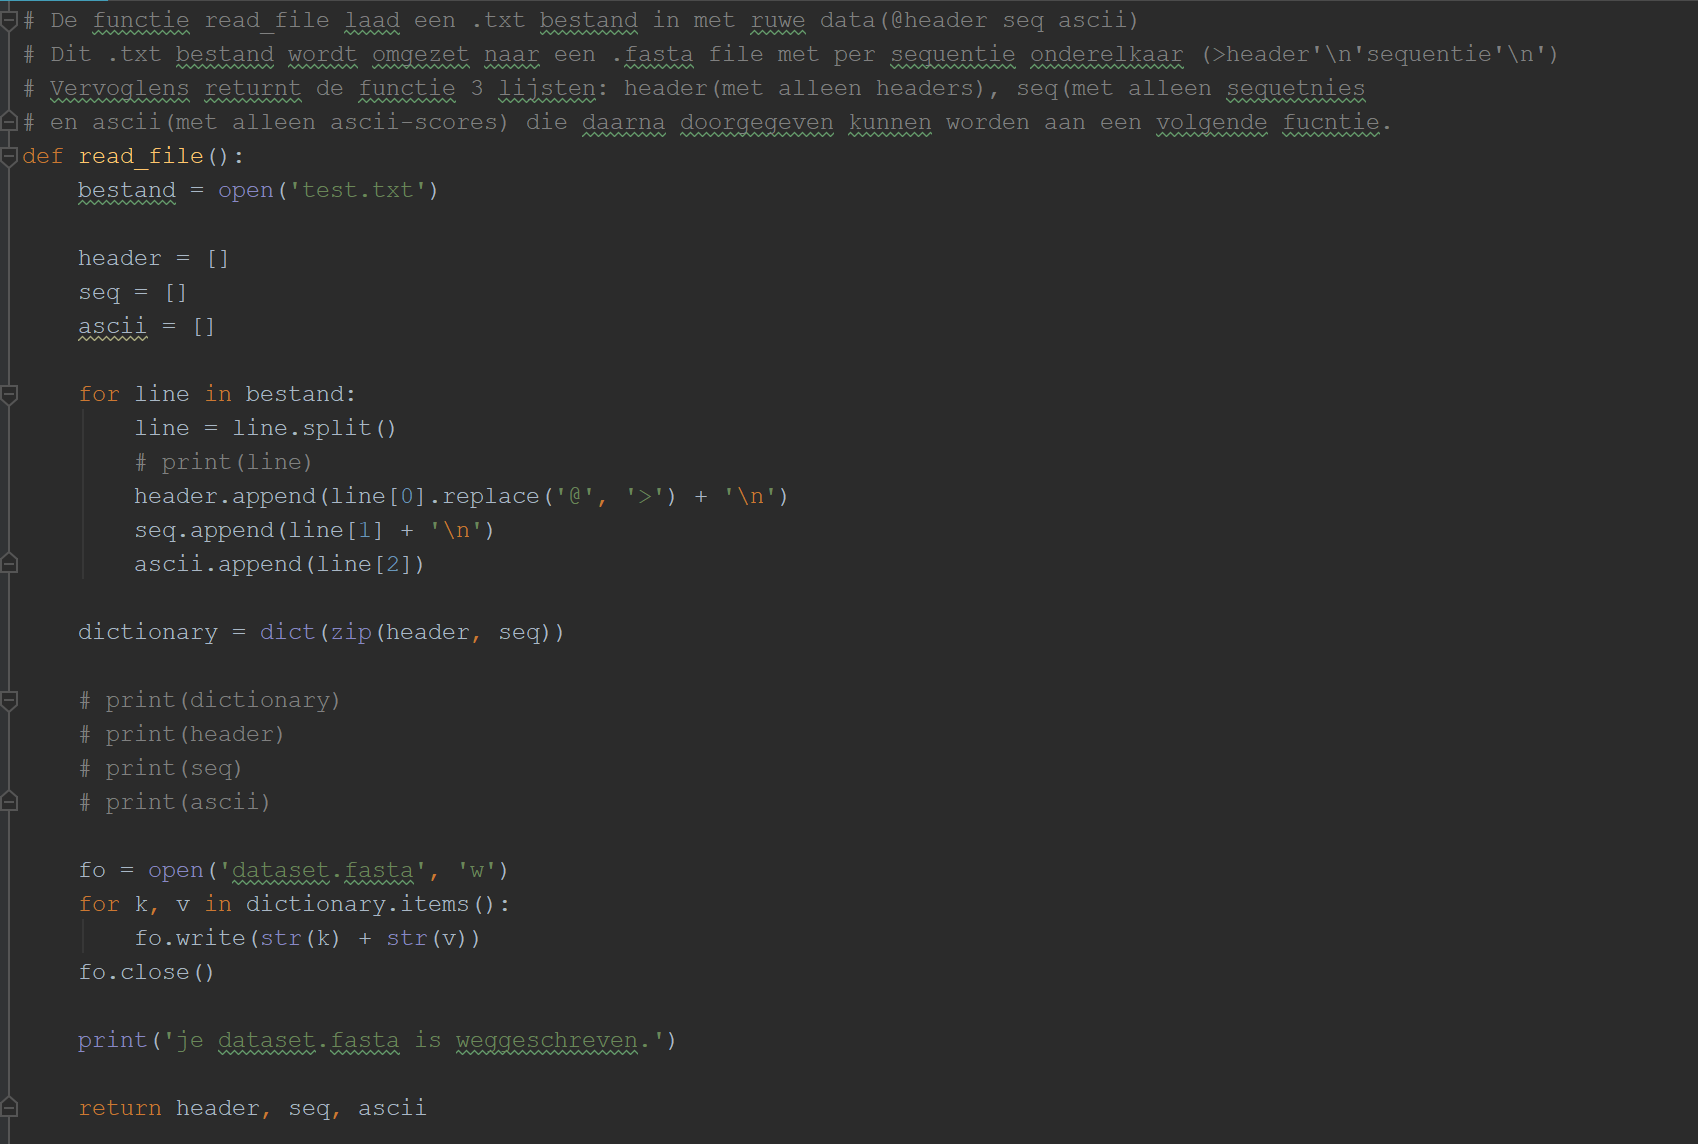 # De functie read_file laad een .txt bestand in met ruwe data(@header seq ascii)
# Dit .txt bestand wordt omgezet naar een .fasta file met per sequentie onderelkaar (>header'\n'sequentie'\n')
# Vervoglens returnt de functie 3 lijsten: header(met alleen headers), seq(met alleen sequetnies
# en ascii(met alleen ascii-scores) die daarna doorgegeven kunnen worden aan een volgende fucntie.
def read_file():
    bestand = open('test.txt')

    header = []
    seq = []
    ascii = []

    for line in bestand:
        line = line.split()
        # print(line)
        header.append(line[0].replace('@', '>') + '\n')
        seq.append(line[1] + '\n')
        ascii.append(line[2])

    dictionary = dict(zip(header, seq))

    # print(dictionary)
    # print(header)
    # print(seq)
    # print(ascii)

    fo = open('dataset.fasta', 'w')
    for k, v in dictionary.items():
        fo.write(str(k) + str(v))
    fo.close()

    print('je dataset.fasta is weggeschreven.')

    return header, seq, ascii